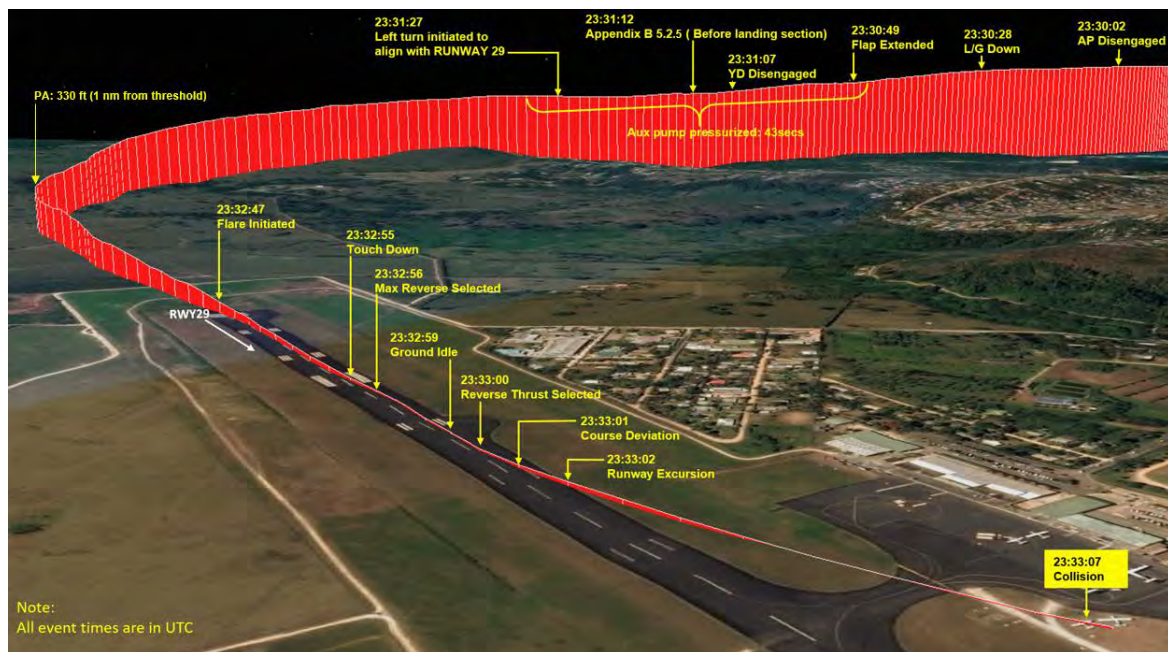 23:31:27
Left turn initiated to
align with RUNWAY 29
23:31:12
Appendix B 5.2.5 ( Before landing section)
23:31:07
YD Disengaged
23:30:49
Flap Extended
23:30:28
L/G Down
23:30:02
AP Disengaged
PA: 330 ft (1 nm from threshold)
Aux pump pressurized: 43secs
23:32:47
Flare Initiated
23:32:55
Touch Down
23:32:56
Max Reverse Selected
RWY29
23:32:59
Ground Idle
23:33:00
Reverse Thrust Selected
23:33:01
Course Deviation
23:33:02
Runway Excursion
23:33:07
Collision
Note:
All event times are in UTC